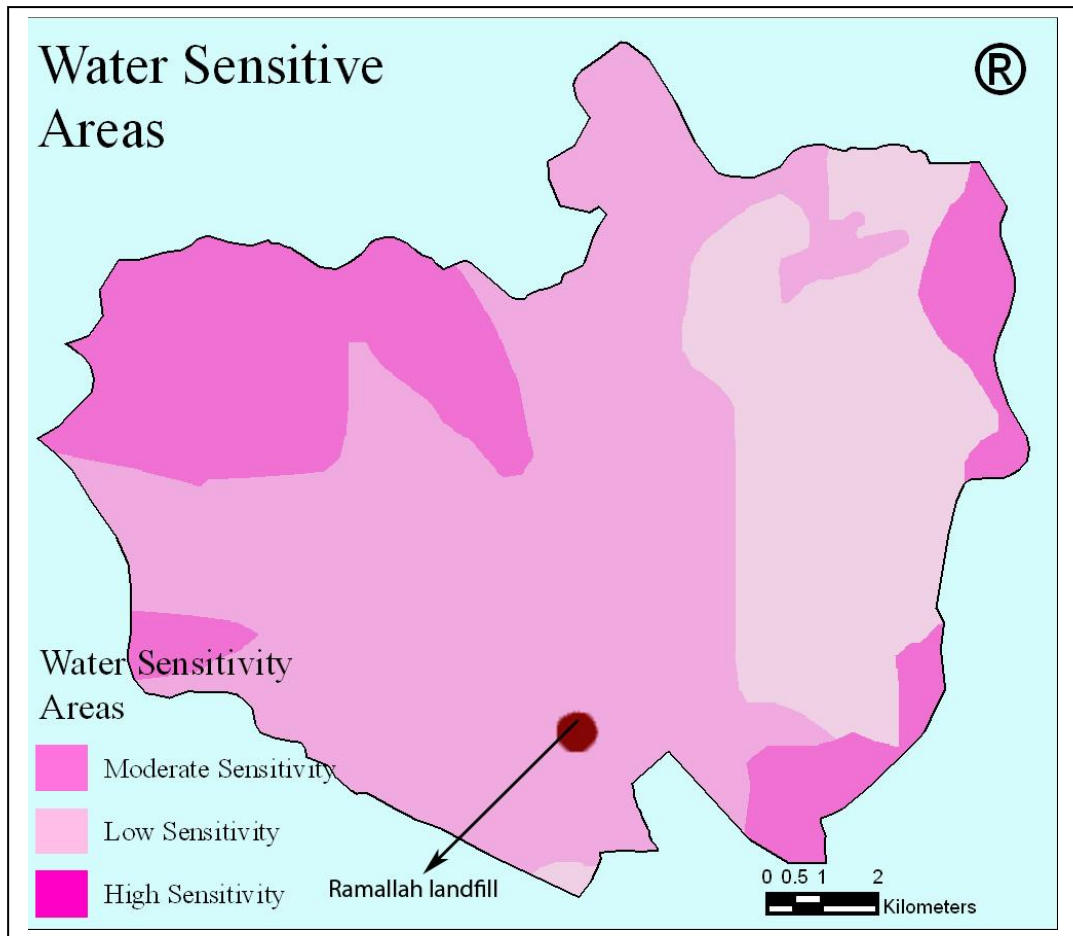 Water Sensitive
Areas
®
Water Sensitivity
Areas
Moderate Sensitivity
Low Sensitivity
High Sensitivity
Ramallah landfill
0 0.5 1 2
Kilometers